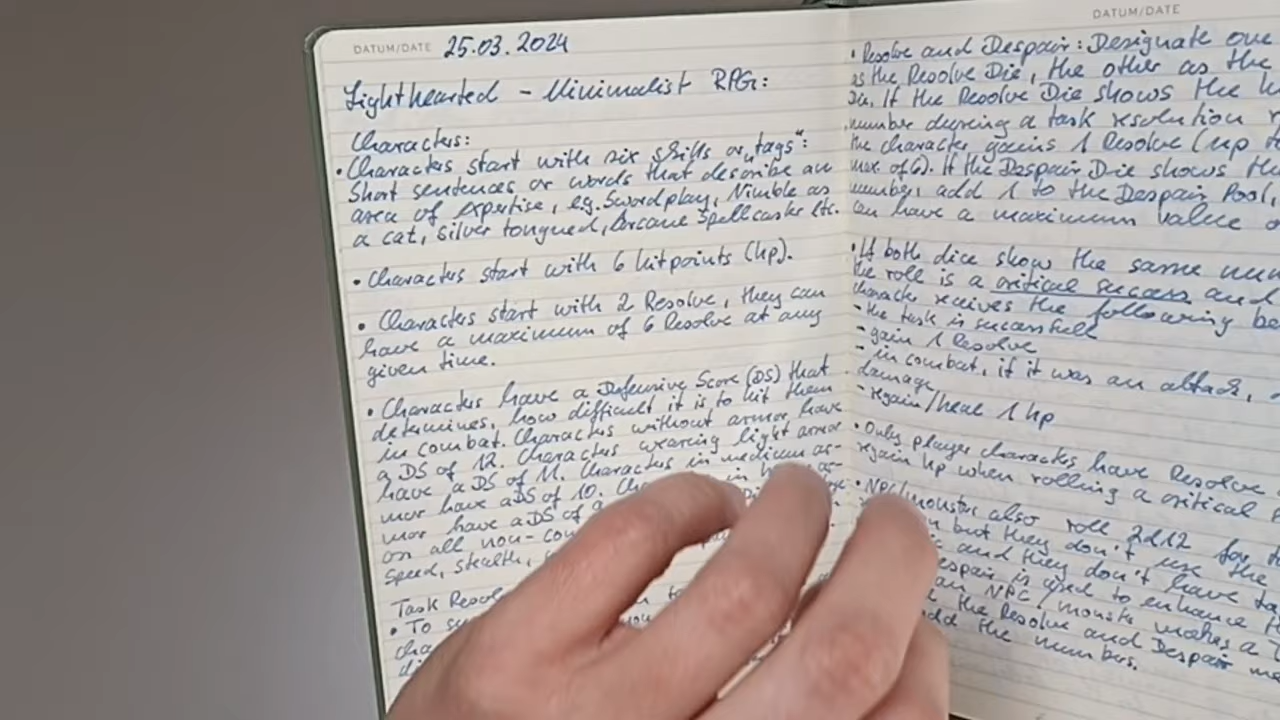 DATUM/DATE 25.03.2024
Lighthearted - Minimalist RPG:
Characters:
• Characters start with six skills or „tags“:
Short sentences or words that describe an
area of expertise, eg. Swordplay, Nimble as
a cat, silver tongued, Arcane Spellcaster etc.
• Characters start with 6 hitpoints (hp).
• Characters start with 2 Resolve, they can
have a maximum of 6 Resolve at any
given time.
• Characters have a Defensive Score (DS) that
determines, how difficult it is to hit them
in combat. Characters without armor have
a DS of 12. Characters wearing light armor
have a DS of 11. Characters in medium ar-
mor have a DS of 10. in ar-
mor have a DS of
on all non-
speed, stealth,
Task
• To

DATUM/DATE
• Resolve and Despair: Designate one
as the Resolve Die, the other as the
Die. If the Resolve Die shows the
number during a task resolution
the character gains 1 Resolve (up
max. of 6). If the Despair Die shows
number, add 1 to the Despair Pool,
can have a maximum value
• If both dice show the same
the roll is a critical success and
character receives the following
- the task is successfull
- gain 1 Resolve
- in combat, if it was an attack,
damage
- regain/heal 1 hp
• Only player characters have Resolve
regain hp when rolling a critical
• NPC/monsters also roll 2d12 for
but they don't use the
and they don't have
is used to enhance
an NPC/monster makes a
the Resolve and Despair
add the numbers.